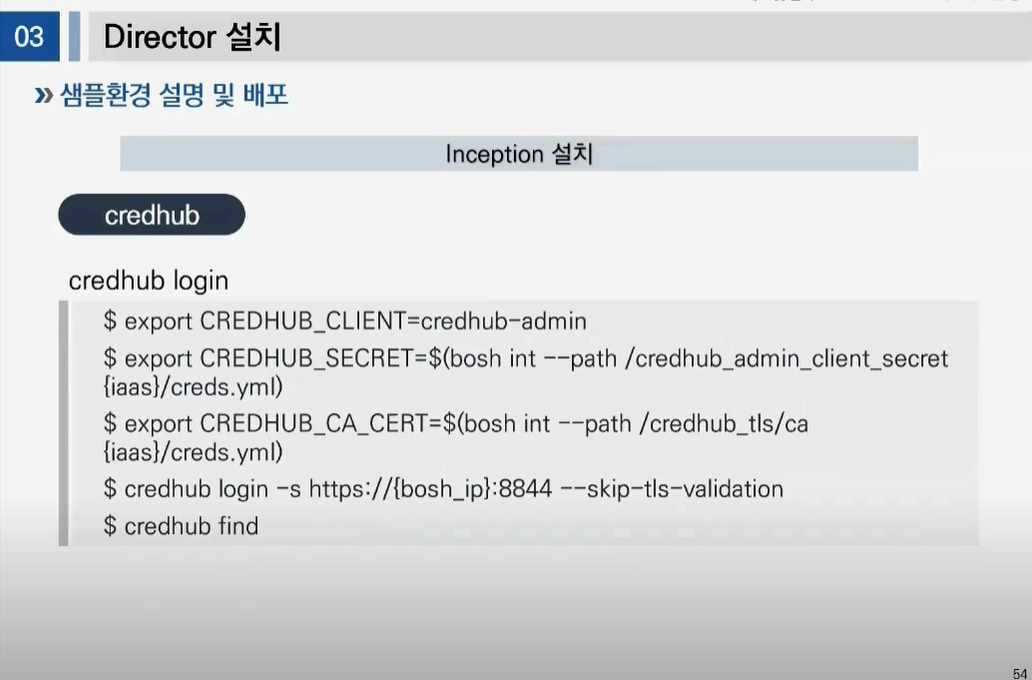 03
Director 설치
» 샘플환경 설명 및 배포
Inception 설치
credhub
credhub login
$ export CREDHUB_CLIENT=credhub-admin
$ export CREDHUB_SECRET=$(bosh int --path /credhub_admin_client_secret
{iaas}/creds.yml)
$ export CREDHUB_CA_CERT=$(bosh int --path /credhub_tls/ca
{iaas}/creds.yml)
$ credhub login -s https://{bosh_ip}:8844 --skip-tls-validation
$ credhub find
54